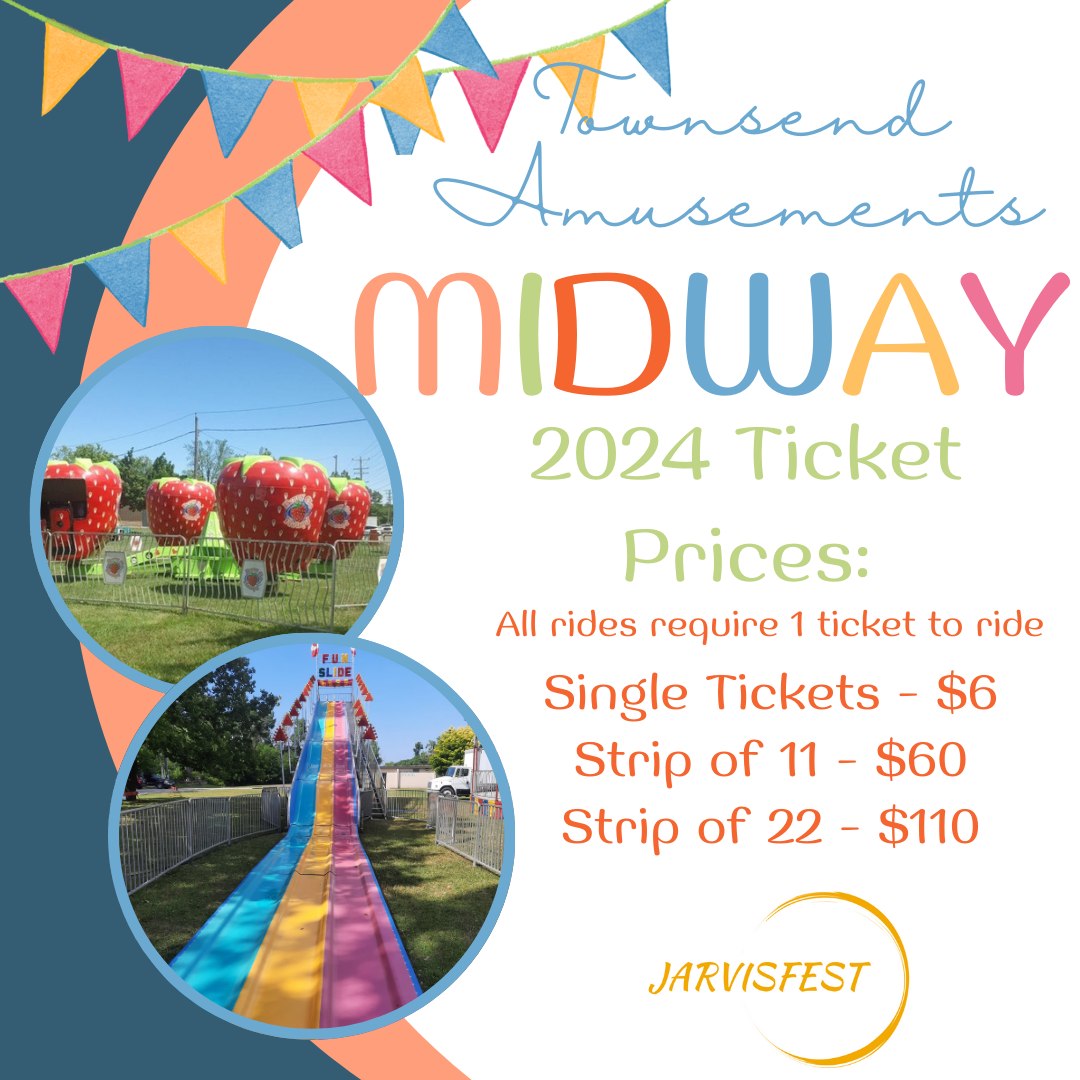 Townsend
Amusements
MIDWAY
2024 Ticket
Prices:
All rides require 1 ticket to ride
Single Tickets - $6
Strip of 11 - $60
Strip of 22 - $110
FUN
SLIDE
JARVISFEST